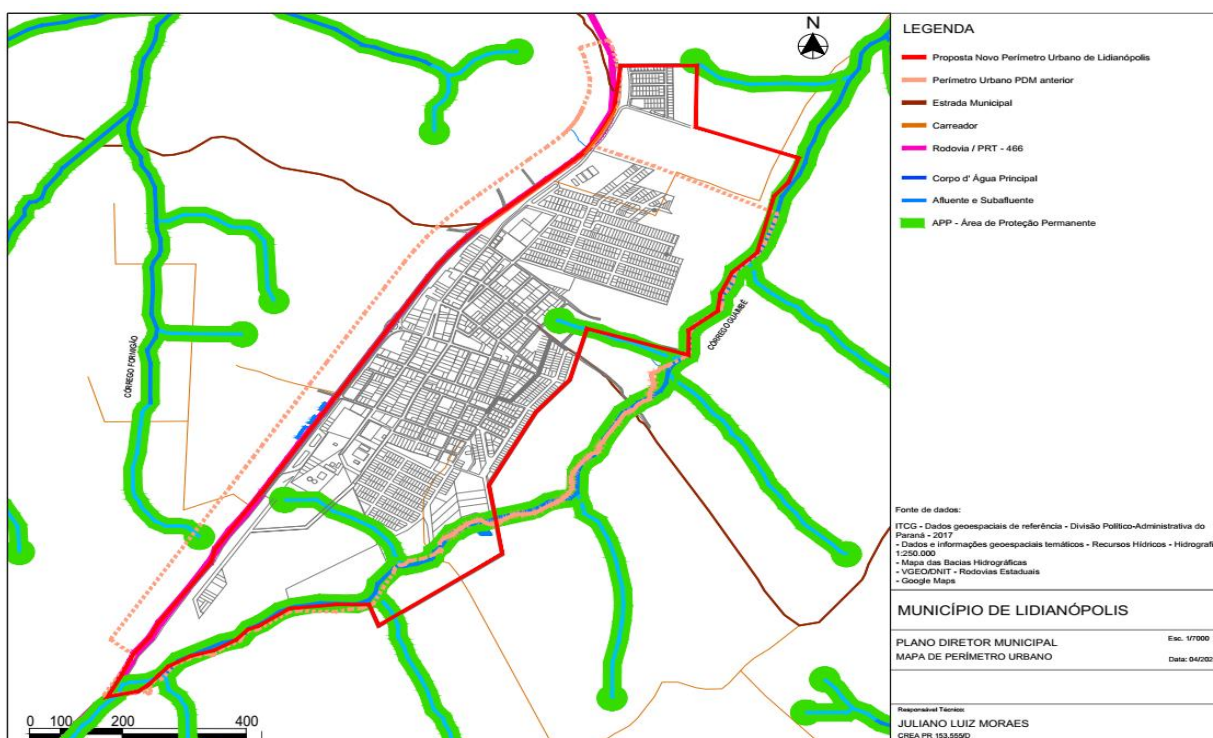 N
CÓRREGO FORMIGÃO
CÓRREGO GUAIMBÊ
0 100 200 400
LEGENDA
Proposta Novo Perímetro Urbano de Lidianópolis
Perímetro Urbano PDM anterior
Estrada Municipal
Carreador
Rodovia / PRT - 466
Corpo d' Água Principal
Afluente e Subafluente
APP - Área de Proteção Permanente
Fonte de dados:
ITCG - Dados geoespaciais de referência - Divisão Político-Administrativa do
Paraná - 2017
- Dados e informações geoespaciais temáticos - Recursos Hídricos - Hidrografi
1:250.000
- Mapa das Bacias Hidrográficas
- VGEO/DNIT - Rodovias Estaduais
- Google Maps
MUNICÍPIO DE LIDIANÓPOLIS
PLANO DIRETOR MUNICIPAL
Esc. 1/7000
MAPA DE PERÍMETRO URBANO
Data: 04/202
Responsável Técnico:
JULIANO LUIZ MORAES
CREA PR 153.555/D